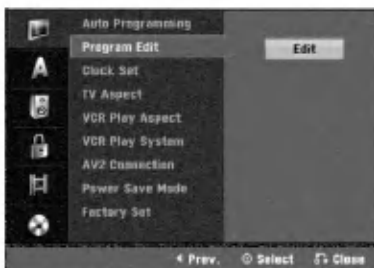 Auto Programming
Program Edit
Edit
Clock Set
TV Aspect
VCR Play Aspect
VCR Play System
AV2 Connection
Power Save Mode
Factory Set
Prev.
Select
Close